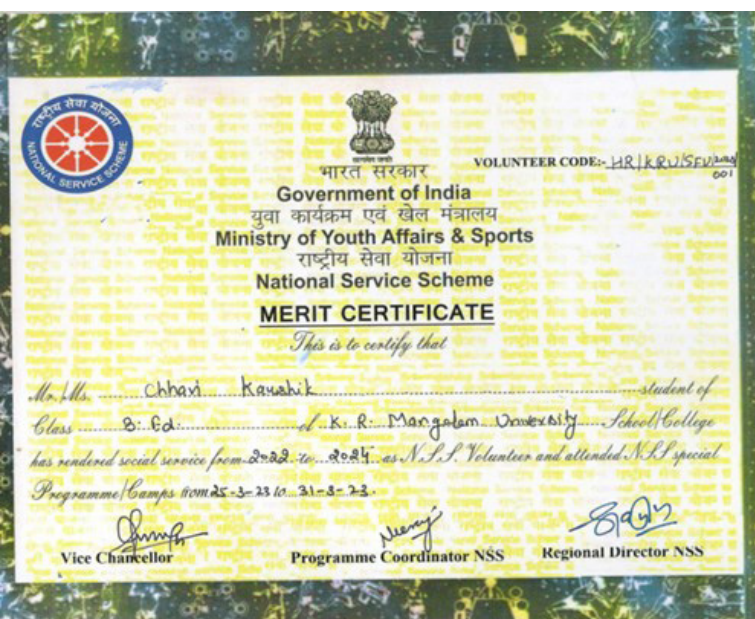 राष्ट्रीय सेवा योजना
NATIONAL SERVICE SCHEME
सत्यमेव जयते
भारत सरकार
VOLUNTEER CODE:- HR/KRU/SFU/2023/001
Government of India
युवा कार्यक्रम एवं खेल मंत्रालय
Ministry of Youth Affairs & Sports
राष्ट्रीय सेवा योजना
National Service Scheme
MERIT CERTIFICATE
This is to certify that
Mr./Ms. Chhavi Kaushik student of
Class B. Ed. of K. R. Mangalam University School/College
has rendered social service from 2022 to 2024 as N.S.S. Volunteer and attended N.S.S special
Programme/Camps from 25-3-23 to 31-3-23.
Neeraj
Vice Chancellor Programme Coordinator NSS Regional Director NSS